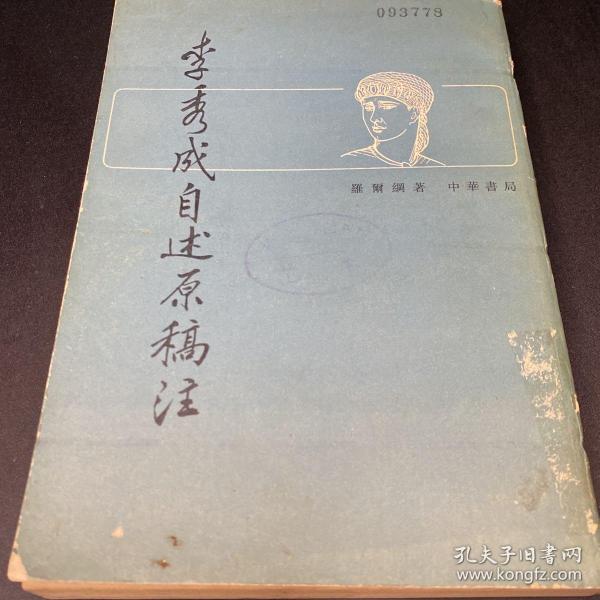 093778
李秀成自述原稿注
羅爾綱著 中華書局
孔夫子旧書网
www.kongfz.com